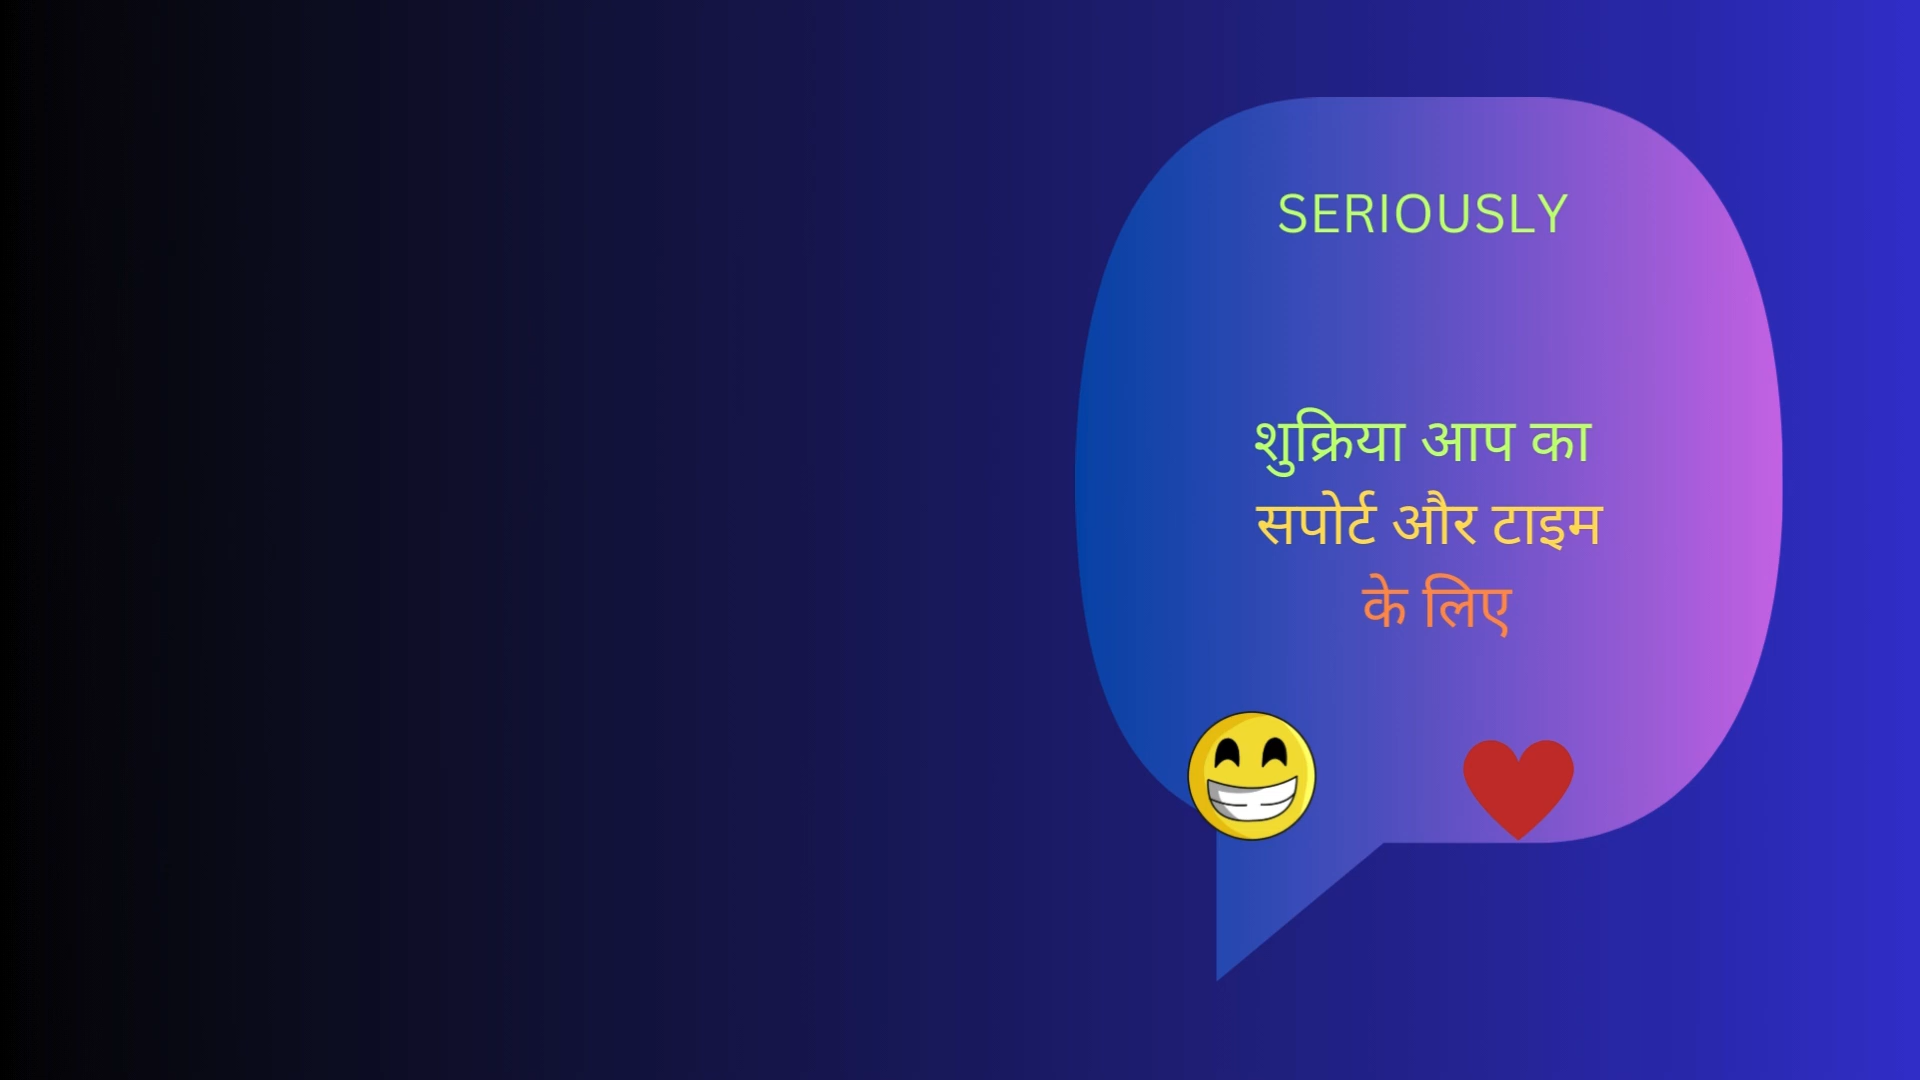 SERIOUSLY
शुक्रिया आप का
सपोर्ट और टाइम
के लिए